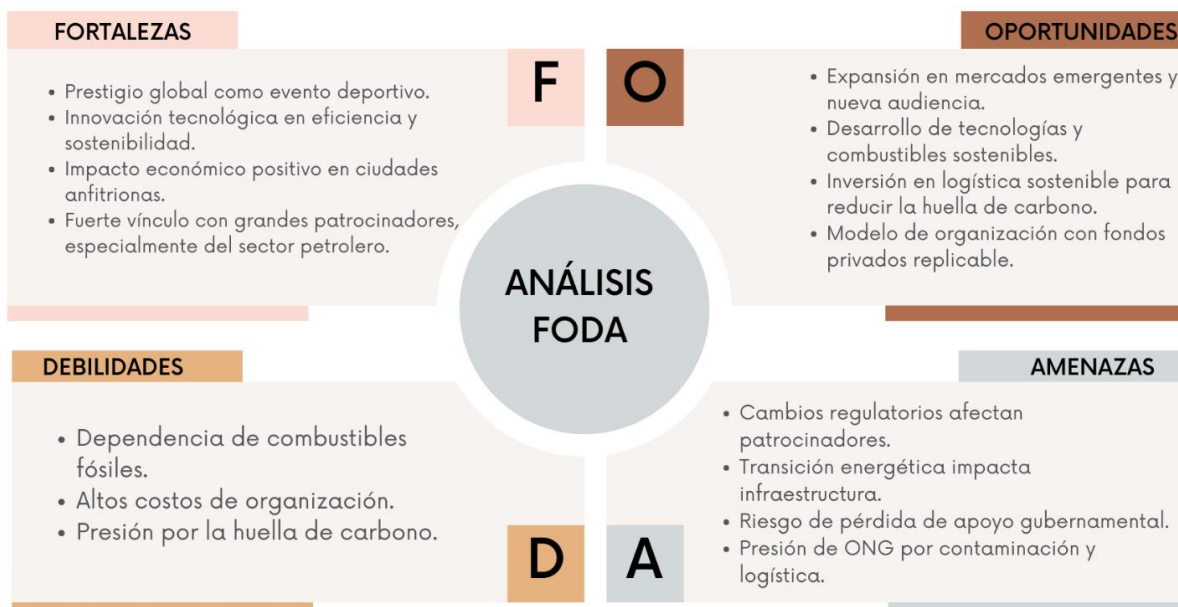 FORTALEZAS
F
• Prestigio global como evento deportivo.
• Innovación tecnológica en eficiencia y
sostenibilidad.
• Impacto económico positivo en ciudades
anfitrionas.
• Fuerte vínculo con grandes patrocinadores,
especialmente del sector petrolero.
OPORTUNIDADES
O
• Expansión en mercados emergentes y
nueva audiencia.
• Desarrollo de tecnologías y
combustibles sostenibles.
• Inversión en logística sostenible para
reducir la huella de carbono.
• Modelo de organización con fondos
privados replicable.
ANÁLISIS
FODA
DEBILIDADES
• Dependencia de combustibles
fósiles.
• Altos costos de organización.
• Presión por la huella de carbono.
D
AMENAZAS
• Cambios regulatorios afectan
patrocinadores.
• Transición energética impacta
infraestructura.
• Riesgo de pérdida de apoyo gubernamental.
• Presión de ONG por contaminación y
logística.
A